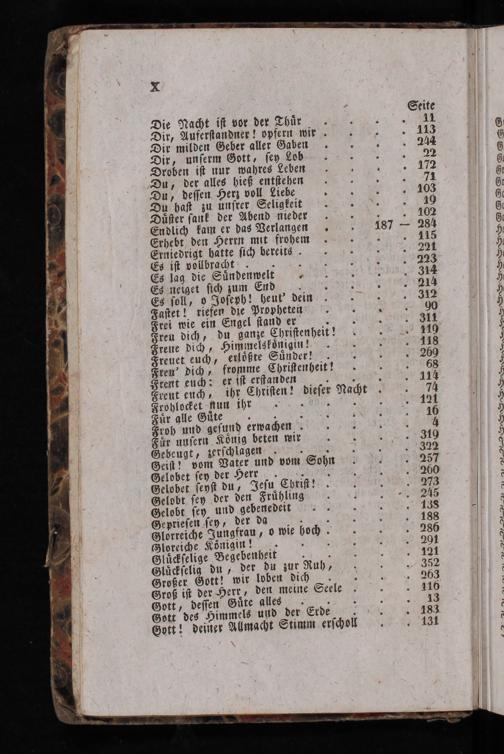 X
Seite
Die Nacht ist vor der Thür . . . . 11
Dir, Auferstandner! opfern wir . . . . 113
Dir milden Geber aller Gaben . . . . 244
Dir, unserm Gott, sey Lob . . . . 22
Droben ist nur wahres Leben . . . . 172
Du, der alles hieß entstehen . . . . 71
Du, dessen Herz voll Liebe . . . . 103
Du hast zu unsrer Seligkeit . . . . 19
Düster sank der Abend nieder . . . . 102
Endlich kam er das Verlangen . . 187 — 284
Erhebt den Herrn mit frohem . . . . 115
Erniedrigt hatte sich bereits . . . . 221
Es ist vollbracht . . . . 223
Es lag die Sündenwelt . . . . 314
Es neiget sich zum End . . . . 214
Es soll, o Joseph! heut' dein . . . . 312
Fastet! riefen die Propheten . . . . 90
Frei wie ein Engel stand er . . . . 311
Freu dich, du ganze Christenheit! . . . 119
Freue dich, Himmelskönigin! . . . . 118
Freuet euch, erlößte Sünder! . . . . 269
Freu' dich, fromme Christenheit! . . . 68
Freut euch: er ist erstanden . . . . 114
Freut euch, ihr Christen! dieser Nacht . . 74
Frohlocket nun ihr . . . . 121
Für alle Güte . . . . 16
Froh und gesund erwachen . . . . 4
Für unsern König beten wir . . . . 319
Gebeugt, zerschlagen . . . . 322
Geist! vom Vater und vom Sohn . . . 257
Gelobet sey der Herr . . . . 260
Gelobet seyst du, Jesu Christ! . . . . 273
Gelobt sey der den Frühling . . . . 245
Gelobt sey und gebenedeit . . . . 138
Gepriesen sey, der da . . . . 188
Glorreiche Jungfrau, o wie hoch . . . . 286
Gloreiche Königin! . . . . 291
Glückselige Begebenheit . . . . 121
Glückselig du, der du zur Ruh, . . . 352
Großer Gott! wir loben dich . . . . 263
Groß ist der Herr, den meine Seele . . . 116
Gott, dessen Güte alles . . . . 13
Gott des Himmels und der Erde . . . 183
Gott! deiner Allmacht Stimm erscholl . . 131